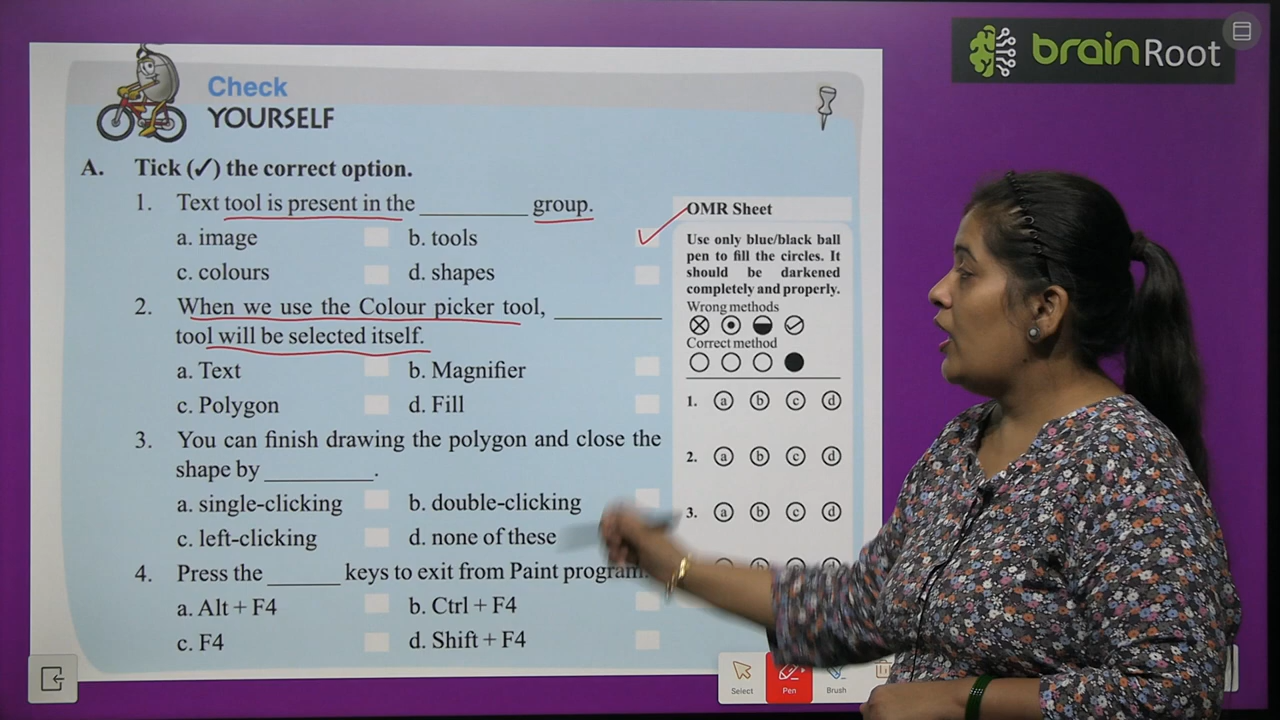 brainRoot
Check
YOURSELF
A. Tick (✓) the correct option.
1. Text tool is present in the ________ group.
a. image b. tools
c. colours d. shapes
2. When we use the Colour picker tool, ________
tool will be selected itself.
a. Text b. Magnifier
c. Polygon d. Fill
3. You can finish drawing the polygon and close the
shape by ________.
a. single-clicking b. double-clicking
c. left-clicking d. none of these
4. Press the ______ keys to exit from Paint program.
a. Alt + F4 b. Ctrl + F4
c. F4 d. Shift + F4
OMR Sheet
Use only blue/black ball
pen to fill the circles. It
should be darkened
completely and properly.
Wrong methods
Correct method
1. a b c d
2. a b c d
3. a b c d
Select Pen Brush